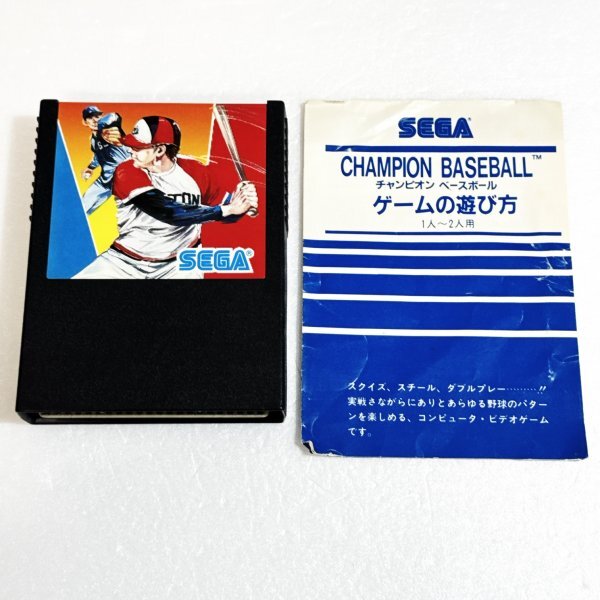 TON
SEGA®
SEGA®
CHAMPION BASEBALL™
チャンピオン ベースボール
ゲームの遊び方
1人～2人用
スクイズ、スチール、ダブルプレー………!!
実戦さながらにありとあらゆる野球のパター
ンを楽しめる、コンピュータ・ビデオゲーム
です。